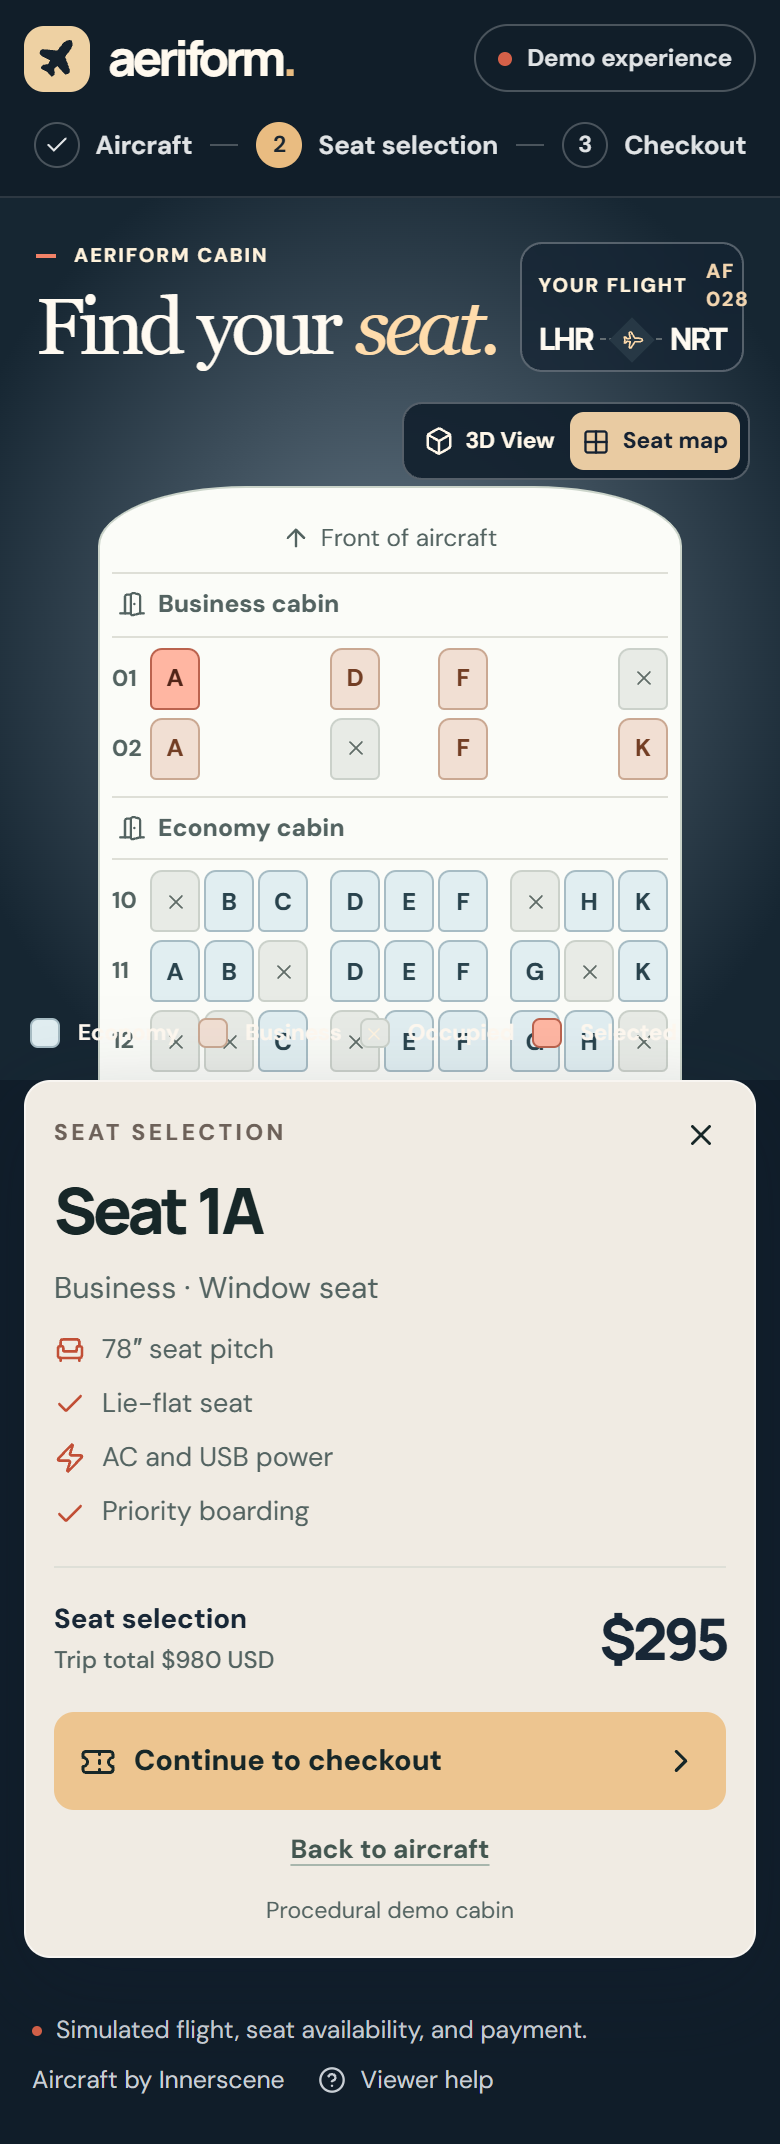 aeriform.
Demo experience
Aircraft
2 Seat selection
3 Checkout
AERIFORM CABIN
Find your seat.
YOUR FLIGHT AF 028
LHR NRT
3D View Seat map
Front of aircraft
Business cabin
01 A D F ×
02 A × F K
Economy cabin
10 × B C D E F × H K
11 A B × D E F G × K
12 × × C × E F G H ×
Economy Business Occupied Selected
SEAT SELECTION
Seat 1A
Business · Window seat
78″ seat pitch
Lie-flat seat
AC and USB power
Priority boarding
Seat selection
Trip total $980 USD
$295
Continue to checkout
Back to aircraft
Procedural demo cabin
Simulated flight, seat availability, and payment.
Aircraft by Innerscene Viewer help